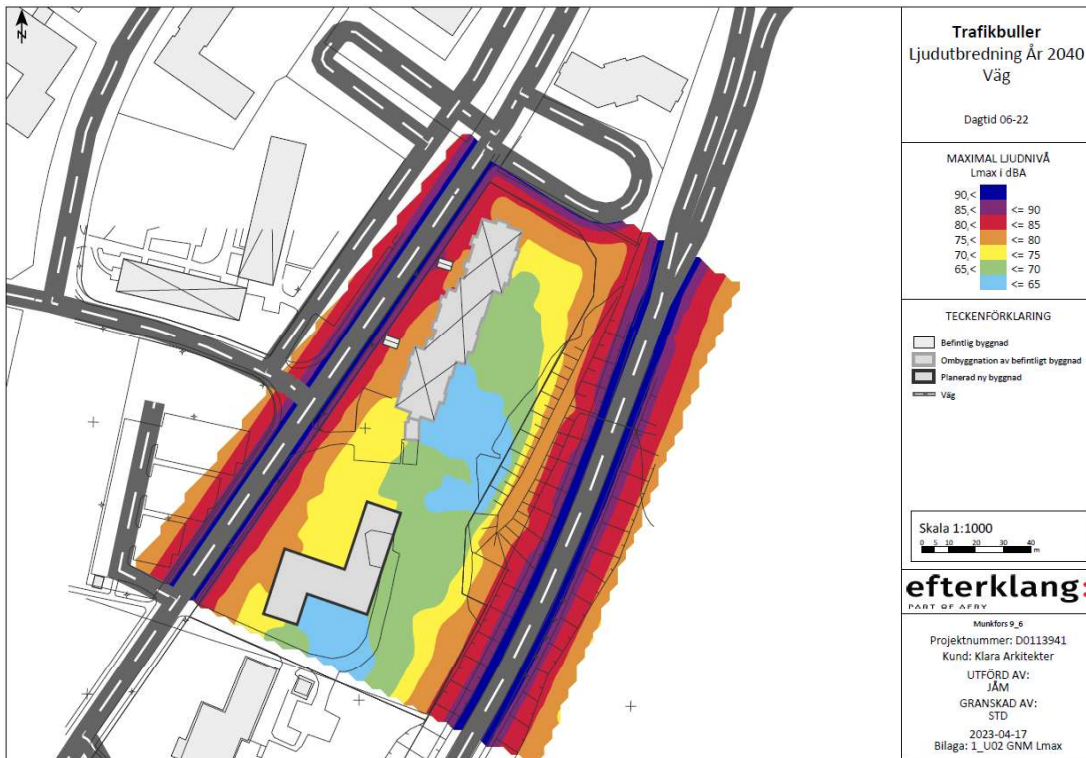 N
Trafikbuller
Ljudutbredning År 2040
Väg
Dagtid 06-22
MAXIMAL LJUDNIVÅ
Lmax i dBA
90,<
85,< <= 90
80,< <= 85
75,< <= 80
70,< <= 75
65,< <= 70
<= 65
TECKENFÖRKLARING
Befintlig byggnad
Ombyggnation av befintligt byggnad
Planerad ny byggnad
Väg
Skala 1:1000
0 5 10 20 30 40
m
efterklang:
PART OF AFRY
Munkfors 9_6
Projektnummer: D0113941
Kund: Klara Arkitekter
UTFÖRD AV:
JÅM
GRANSKAD AV:
STD
2023-04-17
Bilaga: 1_U02 GNM Lmax